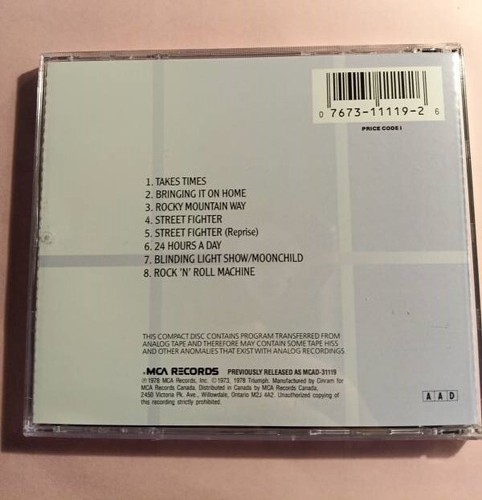 0 7673-11119-2 6
PRICE CODE I
1. TAKES TIMES
2. BRINGING IT ON HOME
3. ROCKY MOUNTAIN WAY
4. STREET FIGHTER
5. STREET FIGHTER (Reprise)
6. 24 HOURS A DAY
7. BLINDING LIGHT SHOW/MOONCHILD
8. ROCK 'N' ROLL MACHINE
THIS COMPACT DISC CONTAINS PROGRAM TRANSFERRED FROM
ANALOG TAPE AND THEREFORE MAY CONTAIN SOME TAPE HISS
AND OTHER ANOMALIES THAT EXIST WITH ANALOG RECORDINGS.
MCA RECORDS PREVIOUSLY RELEASED AS MCAD-31119
℗ 1978 MCA Records, Inc. © 1973, 1978 Triumph. Manufactured by Cinram for
MCA Records Canada. Distributed in Canada by MCA Records Canada,
2450 Victoria Pk. Ave., Willowdale, Ontario M2J 4A2. Unauthorized copying of
this recording strictly prohibited.
A A D